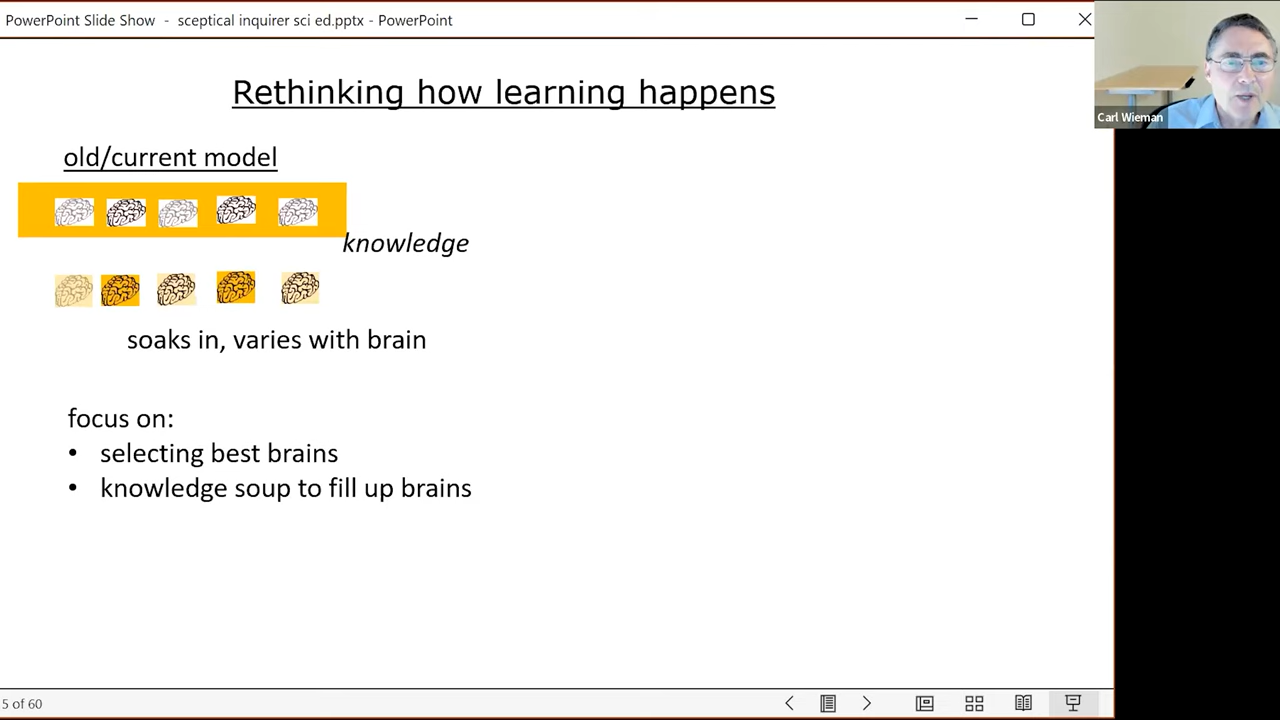 PowerPoint Slide Show - sceptical inquirer sci ed.pptx - PowerPoint
Carl Wieman
Rethinking how learning happens
old/current model
knowledge
soaks in, varies with brain
focus on:
• selecting best brains
• knowledge soup to fill up brains
5 of 60